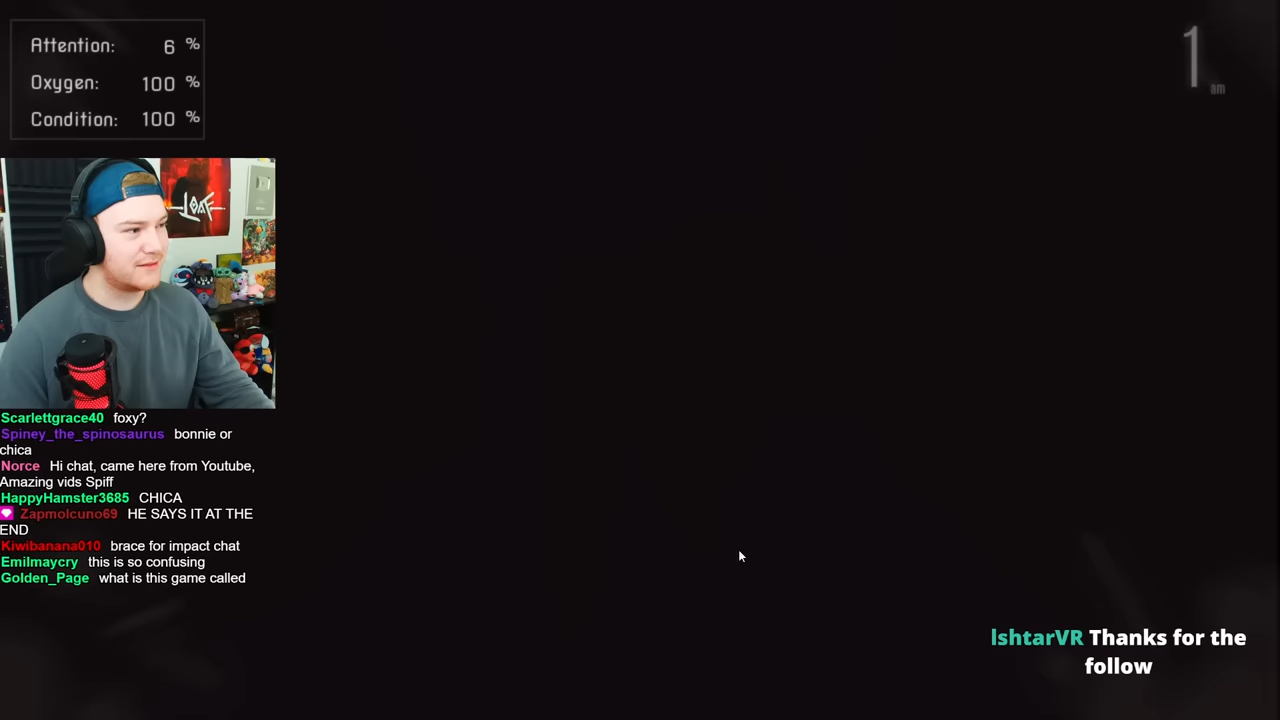 Attention: 6 %
Oxygen: 100 %
Condition: 100 %
1
am
LOAF
Scarlettgrace40 foxy?
Spiney_the_spinosaurus bonnie or
chica
Norce Hi chat, came here from Youtube,
Amazing vids Spiff
HappyHamster3685 CHICA
Zapmolcuno69 HE SAYS IT AT THE
END
Kiwibanana010 brace for impact chat
Emilmaycry this is so confusing
Golden_Page what is this game called
IshtarVR Thanks for the
follow